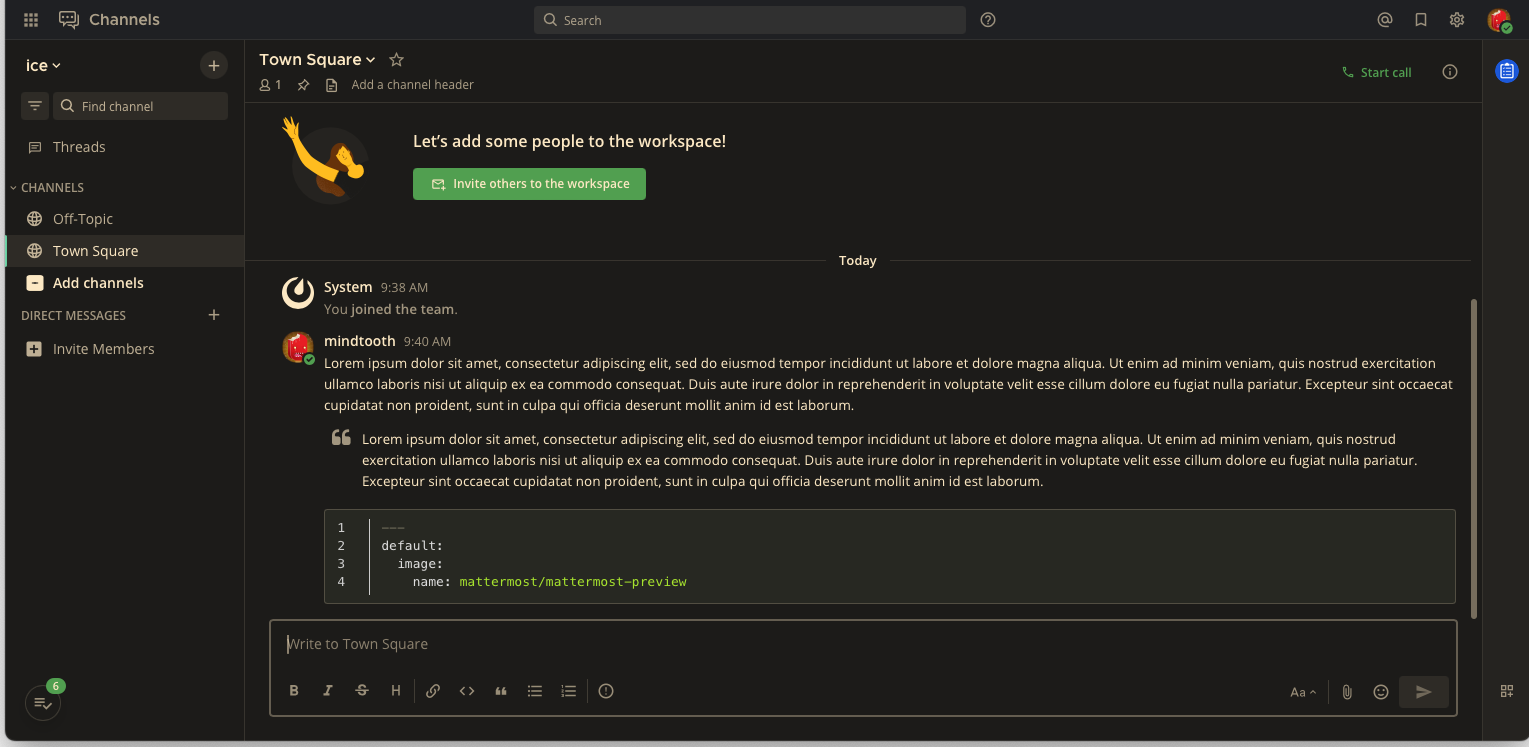 Channels
Search
ice
Find channel
Threads
CHANNELS
Off-Topic
Town Square
Add channels
DIRECT MESSAGES
Invite Members
6
Town Square
1
Add a channel header
Start call
Let’s add some people to the workspace!
Invite others to the workspace
Today
System 9:38 AM
You joined the team.
mindtooth 9:40 AM
Lorem ipsum dolor sit amet, consectetur adipiscing elit, sed do eiusmod tempor incididunt ut labore et dolore magna aliqua. Ut enim ad minim veniam, quis nostrud exercitation
ullamco laboris nisi ut aliquip ex ea commodo consequat. Duis aute irure dolor in reprehenderit in voluptate velit esse cillum dolore eu fugiat nulla pariatur. Excepteur sint occaecat
cupidatat non proident, sunt in culpa qui officia deserunt mollit anim id est laborum.
Lorem ipsum dolor sit amet, consectetur adipiscing elit, sed do eiusmod tempor incididunt ut labore et dolore magna aliqua. Ut enim ad minim veniam, quis nostrud
exercitation ullamco laboris nisi ut aliquip ex ea commodo consequat. Duis aute irure dolor in reprehenderit in voluptate velit esse cillum dolore eu fugiat nulla pariatur.
Excepteur sint occaecat cupidatat non proident, sunt in culpa qui officia deserunt mollit anim id est laborum.
1 ---
2 default:
3 image:
4 name: mattermost/mattermost-preview
Write to Town Square
B I S H Aa